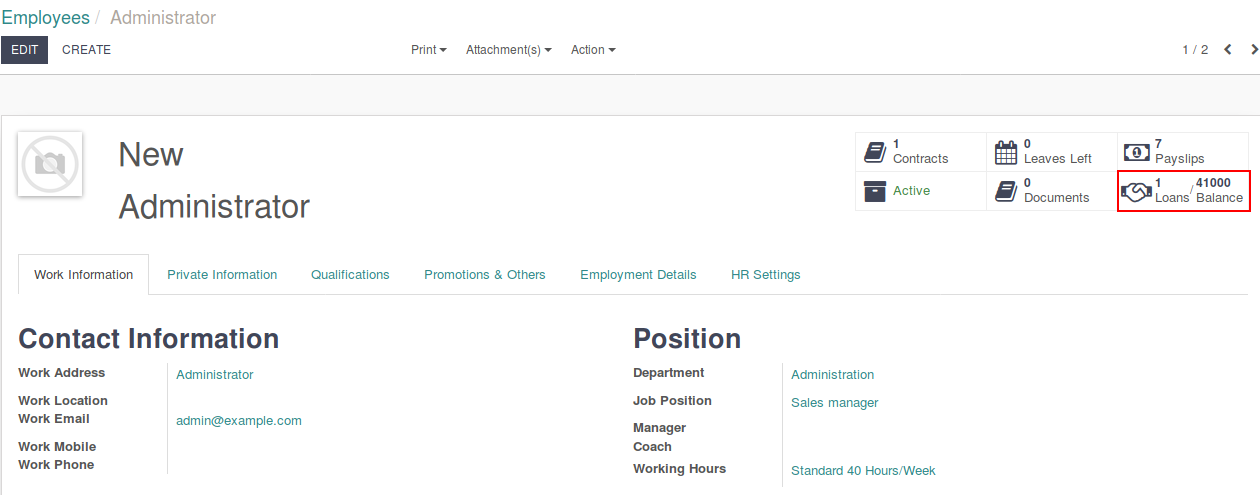 Employees / Administrator
EDIT CREATE Print Attachment(s) Action 1 / 2
New
Administrator
1 Contracts
0 Leaves Left
7 Payslips
Active
0 Documents
1 Loans / 41000 Balance
Work Information Private Information Qualifications Promotions & Others Employment Details HR Settings
Contact Information
Work Address Administrator
Work Location
Work Email admin@example.com
Work Mobile
Work Phone
Position
Department Administration
Job Position Sales manager
Manager
Coach
Working Hours Standard 40 Hours/Week